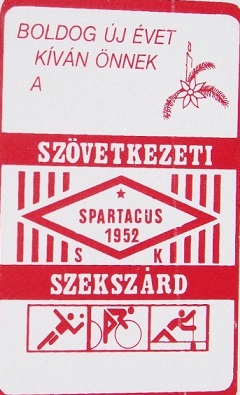 BOLDOG ÚJ ÉVET
KÍVÁN ÖNNEK
A
SZÖVETKEZETI
SPARTACUS
1952
S K
SZEKSZÁRD